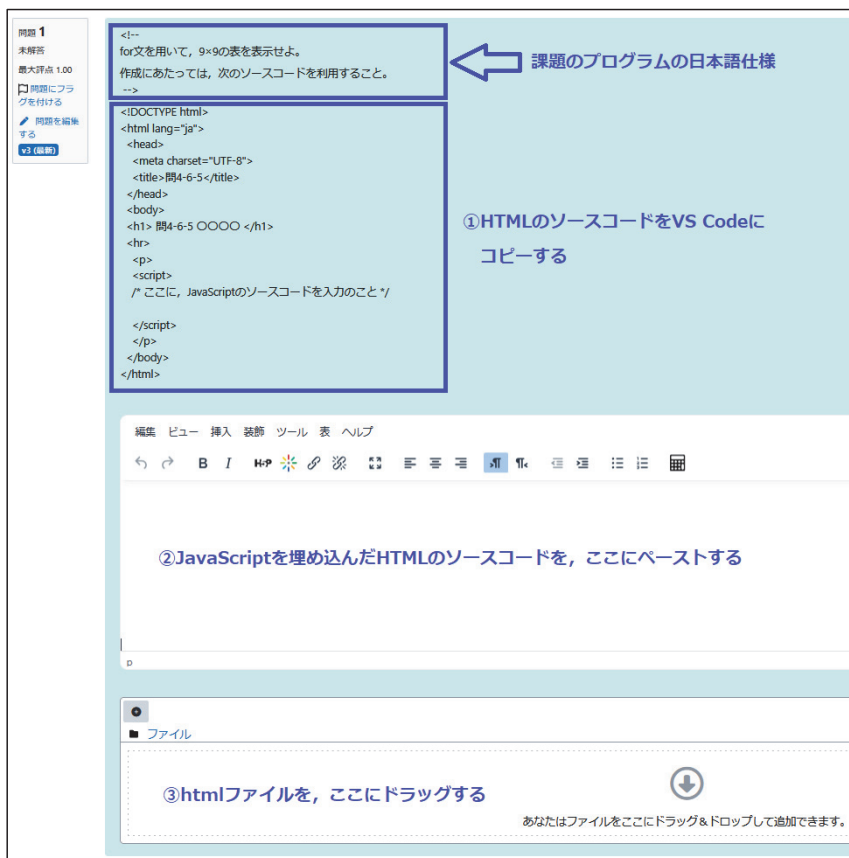 問題 1
未解答
最大評点 1.00
問題にフラ
グを付ける
問題を編集
する
v3 (最新)
<!--
for文を用いて，9×9の表を表示せよ。
作成にあたっては，次のソースコードを利用すること。
-->
課題のプログラムの日本語仕様
<!DOCTYPE html>
<html lang="ja">
<head>
<meta charset="UTF-8">
<title>問4-6-5</title>
</head>
<body>
<h1> 問4-6-5 〇〇〇〇 </h1>
<hr>
<p>
<script>
/* ここに，JavaScriptのソースコードを入力のこと */
</script>
</p>
</body>
</html>
①HTMLのソースコードをVS Codeに
コピーする
編集 ビュー 挿入 装飾 ツール 表 ヘルプ
B I H-P
②JavaScriptを埋め込んだHTMLのソースコードを，ここにペーストする
p
ファイル
③htmlファイルを，ここにドラッグする
あなたはファイルをここにドラッグ＆ドロップして追加できます。